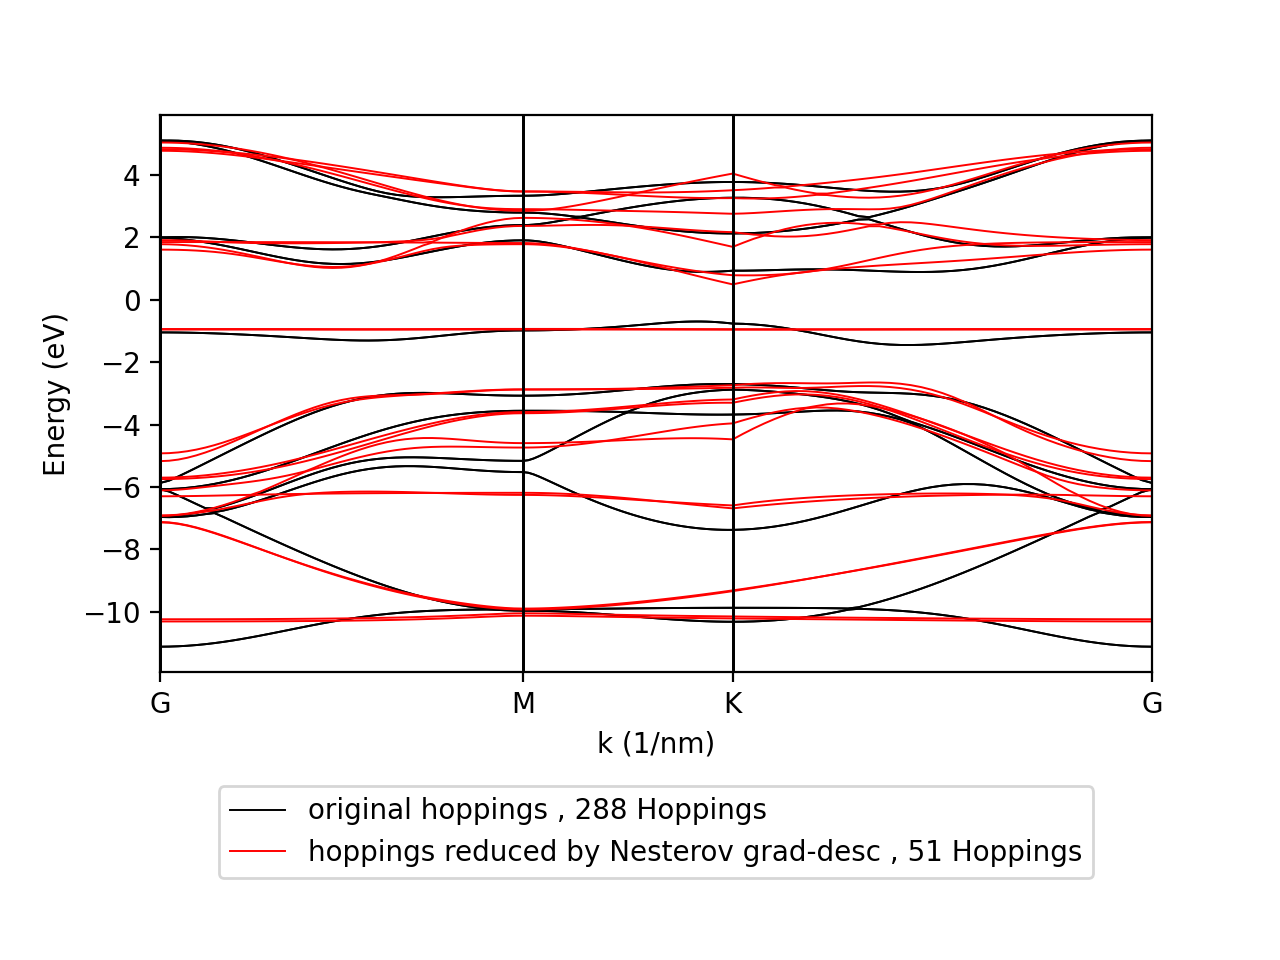 4
2
0
−2
−4
−6
−8
−10
Energy (eV)
G
M
K
G
k (1/nm)
original hoppings , 288 Hoppings
hoppings reduced by Nesterov grad-desc , 51 Hoppings